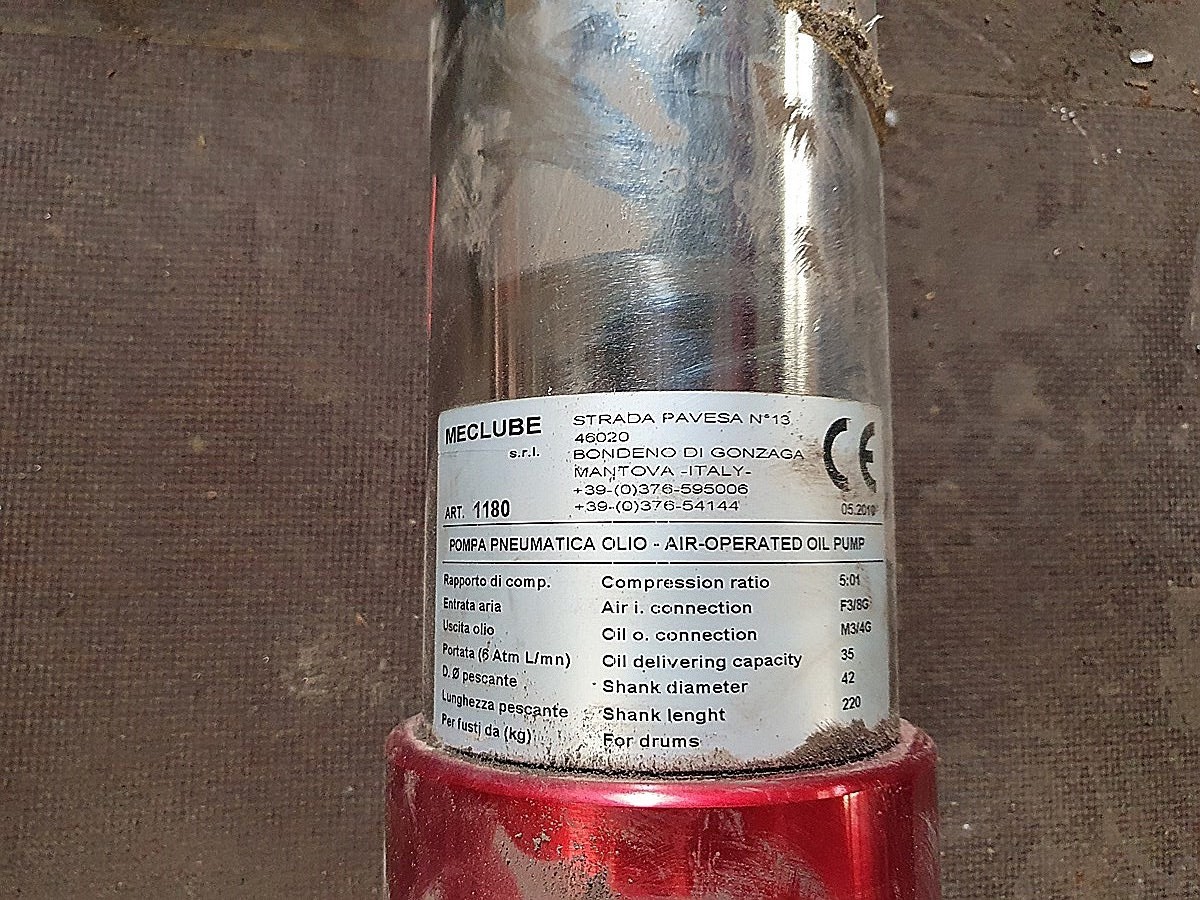 MECLUBE
s.r.l.
STRADA PAVESA N°13
46020
BONDENO DI GONZAGA
MANTOVA -ITALY-
+39-(0)376-595006
+39-(0)376-54144
CE
ART. 1180
05.2010
POMPA PNEUMATICA OLIO - AIR-OPERATED OIL PUMP
Rapporto di comp. Compression ratio 5:01
Entrata aria Air i. connection F3/8G
Uscita olio Oil o. connection M3/4G
Portata (6 Atm L/mn) Oil delivering capacity 35
D. Ø pescante Shank diameter 42
Lunghezza pescante Shank lenght 220
Per fusti da (kg) For drums